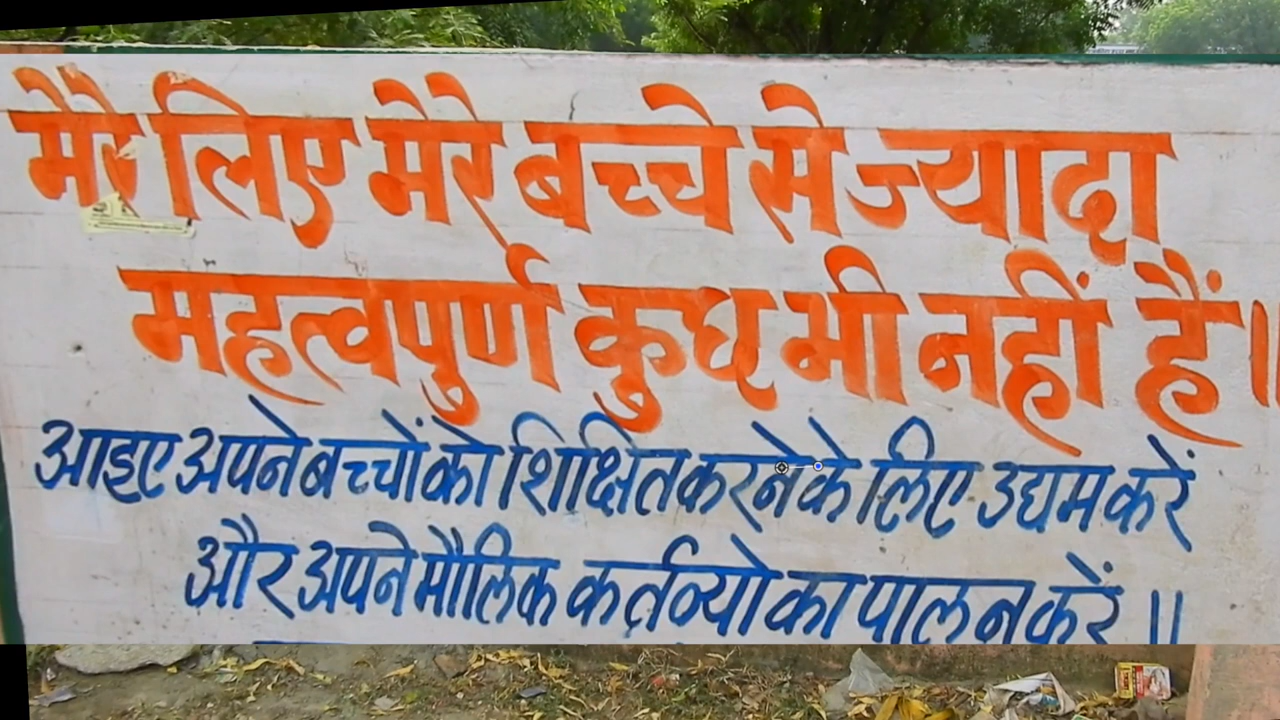 मेरे लिए मेरे बच्चे से ज्यादा
महत्वपुर्ण कुछ भी नहीं हैं॥
आइए अपने बच्चों को शिक्षित करने के लिए उद्यम करें
और अपने मौलिक कर्तव्यो का पालन करें ॥